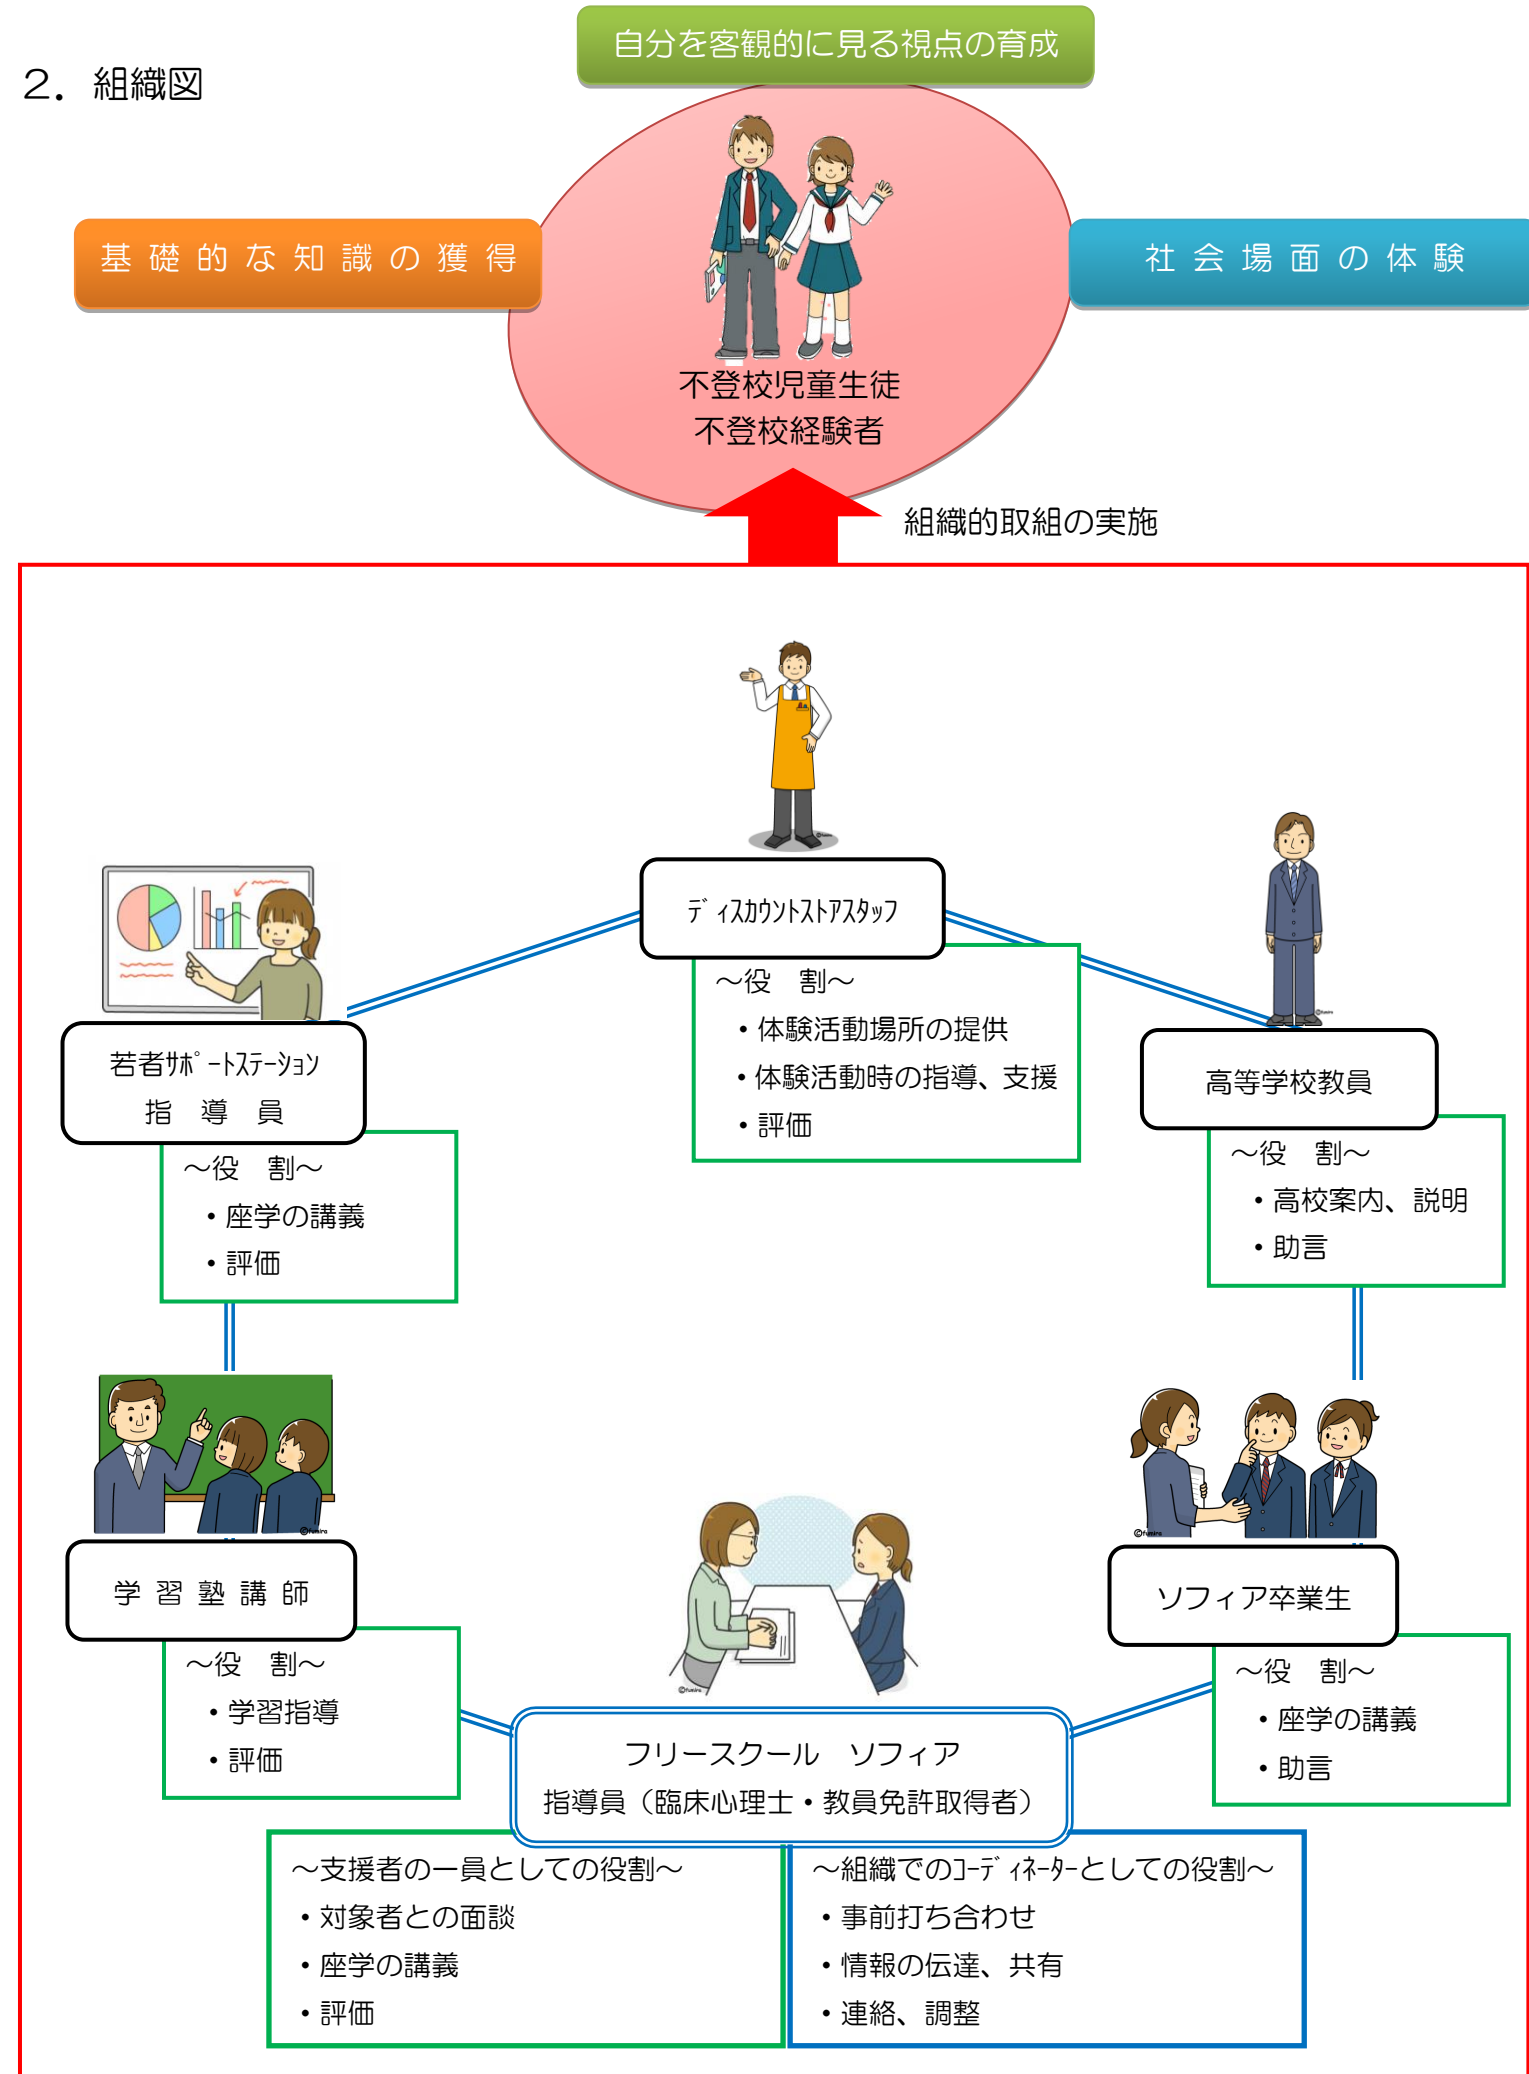 自分を客観的に見る視点の育成
２．組織図
基礎的な知識の獲得
社会場面の体験
不登校児童生徒
不登校経験者
組織的取組の実施
ﾃﾞｨｽｶｳﾝﾄｽﾄｱｽﾀｯﾌ
～役　割～
・体験活動場所の提供
・体験活動時の指導、支援
・評価
若者ｻﾎﾟｰﾄｽﾃｰｼｮﾝ
指　導　員
～役　割～
・座学の講義
・評価
高等学校教員
～役　割～
・高校案内、説明
・助言
©fumira
学習塾講師
～役　割～
・学習指導
・評価
©fumira
ソフィア卒業生
～役　割～
・座学の講義
・助言
©fumira
フリースクール　ソフィア
指導員（臨床心理士・教員免許取得者）
～支援者の一員としての役割～
・対象者との面談
・座学の講義
・評価
～組織でのｺｰﾃﾞｨﾈｰﾀｰとしての役割～
・事前打ち合わせ
・情報の伝達、共有
・連絡、調整